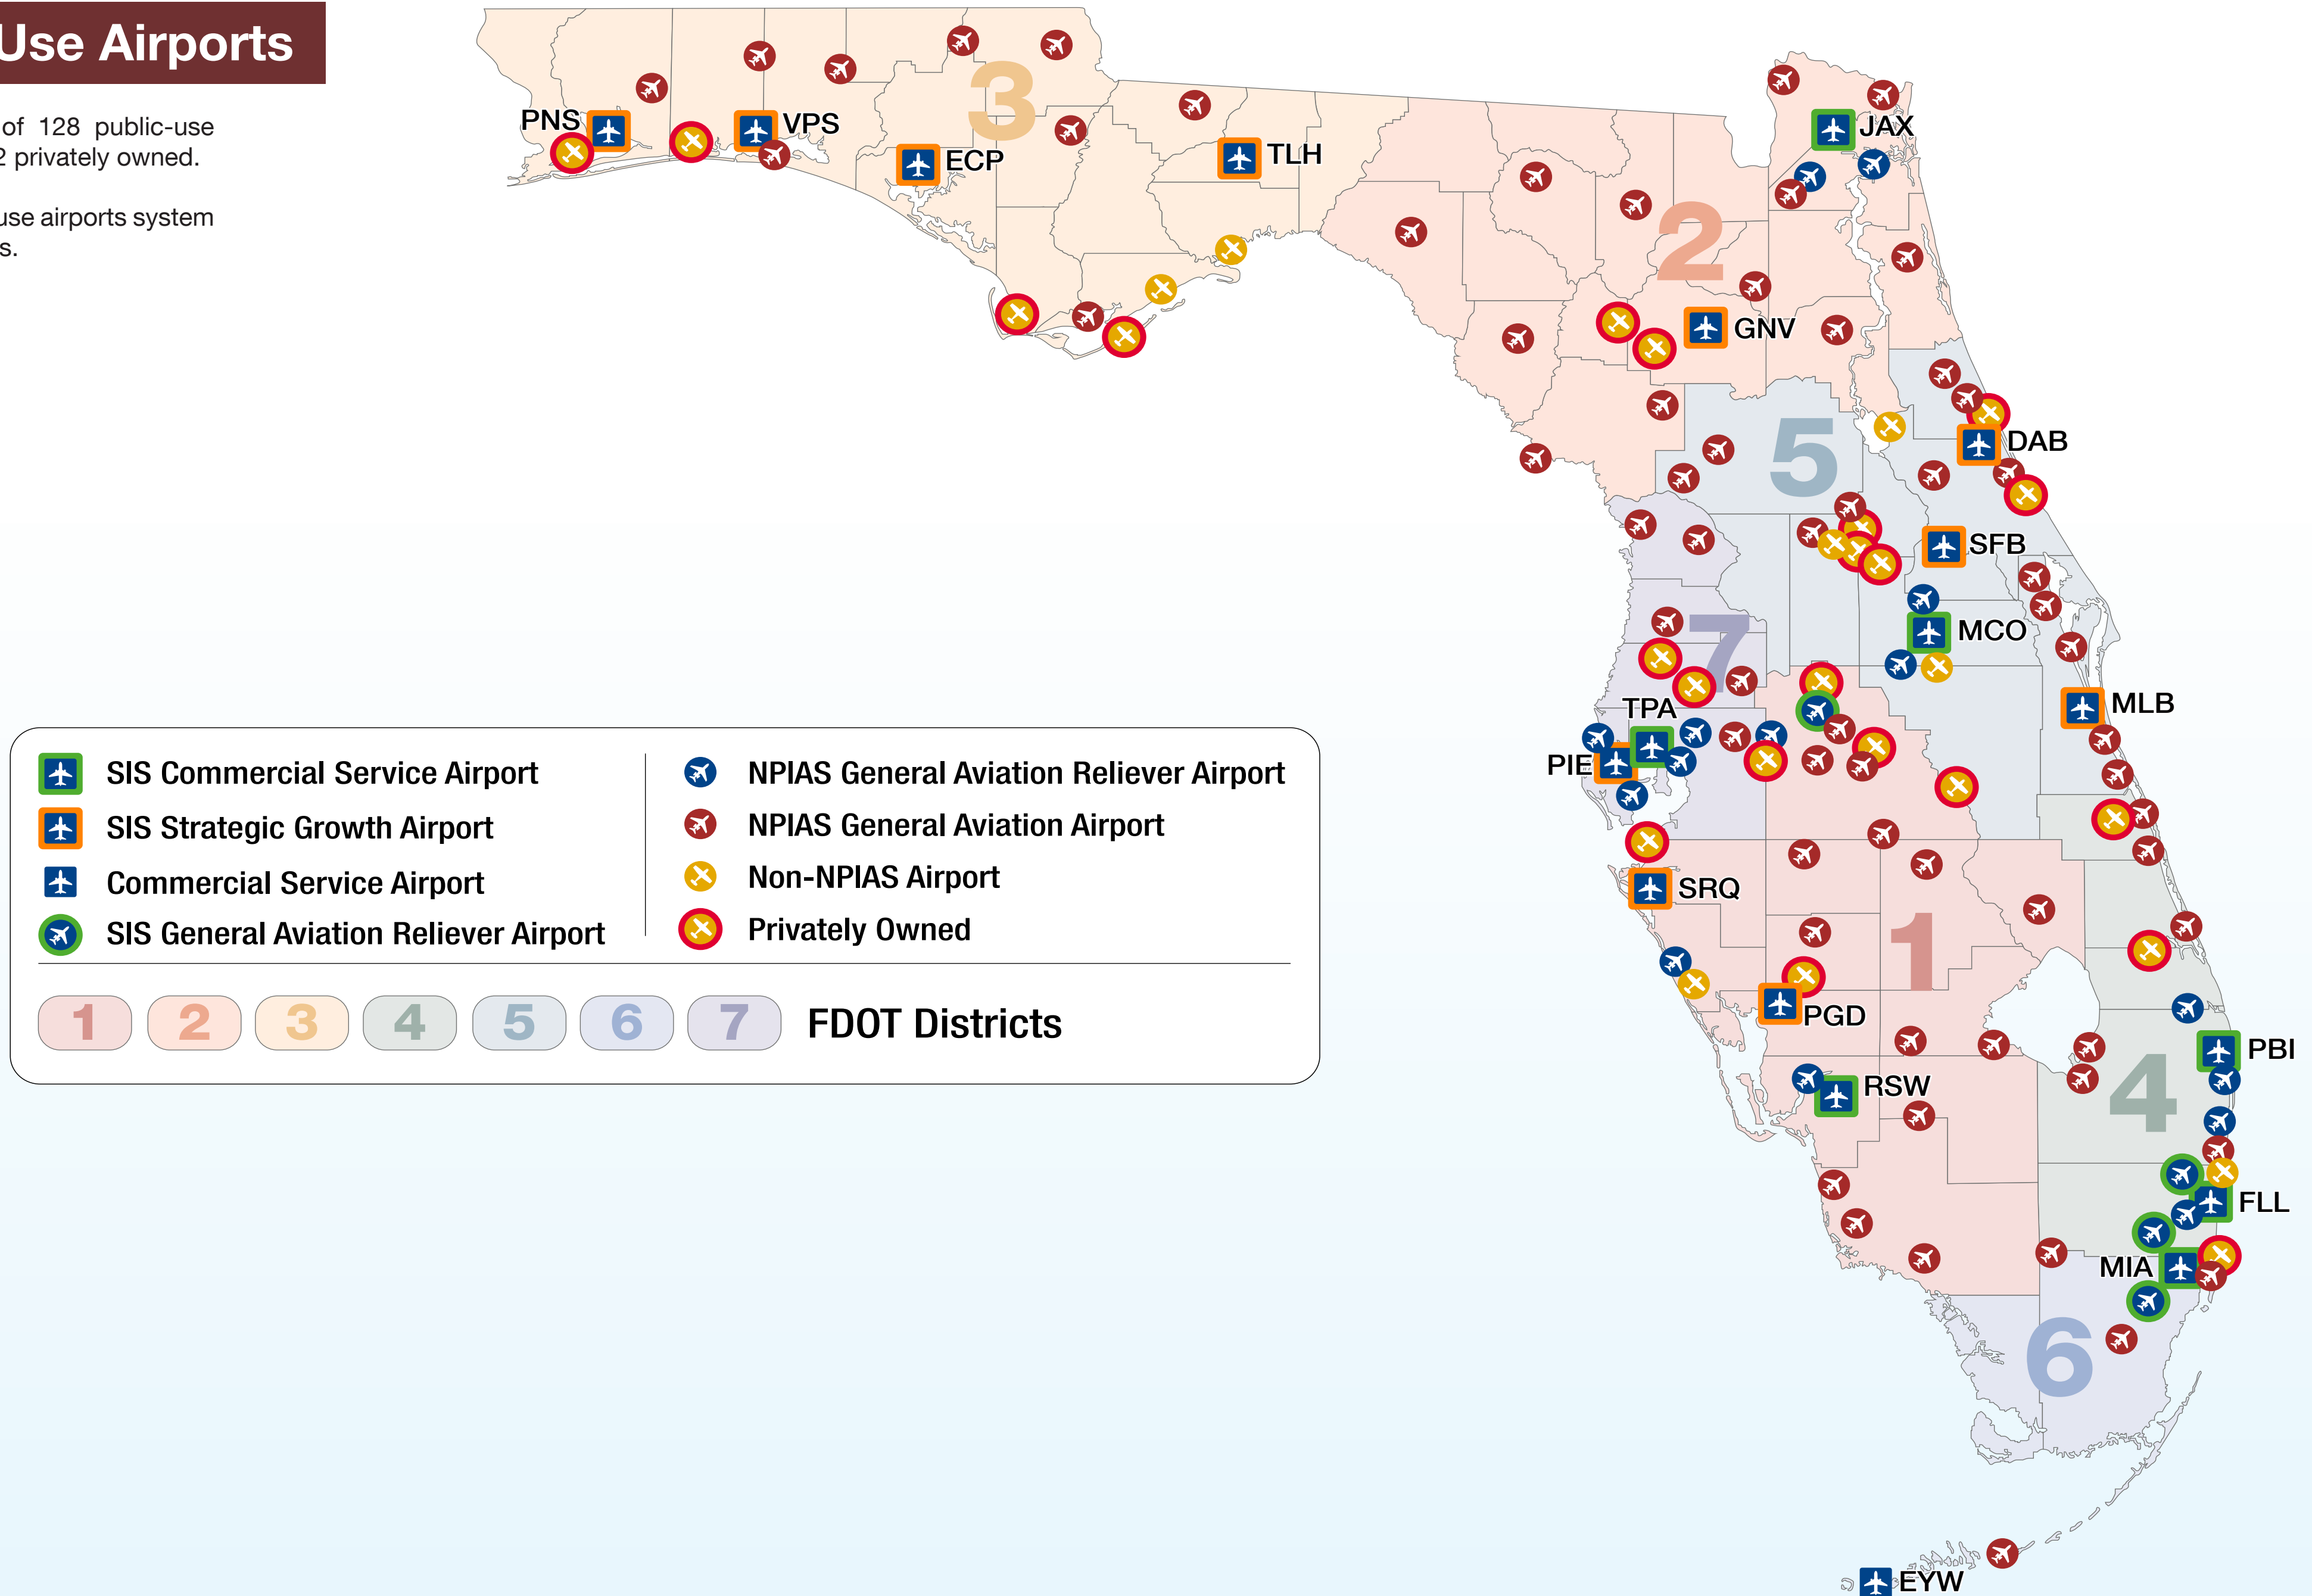 Use Airports
of 128 public-use
2 privately owned.
use airports system
s.
3
PNS
VPS
ECP
TLH
JAX
2
GNV
5
DAB
SFB
7
MCO
TPA
MLB
PIE
SRQ
1
PGD
PBI
RSW
4
FLL
MIA
6
EYW
SIS Commercial Service Airport
SIS Strategic Growth Airport
Commercial Service Airport
SIS General Aviation Reliever Airport
NPIAS General Aviation Reliever Airport
NPIAS General Aviation Airport
Non-NPIAS Airport
Privately Owned
1 2 3 4 5 6 7 FDOT Districts